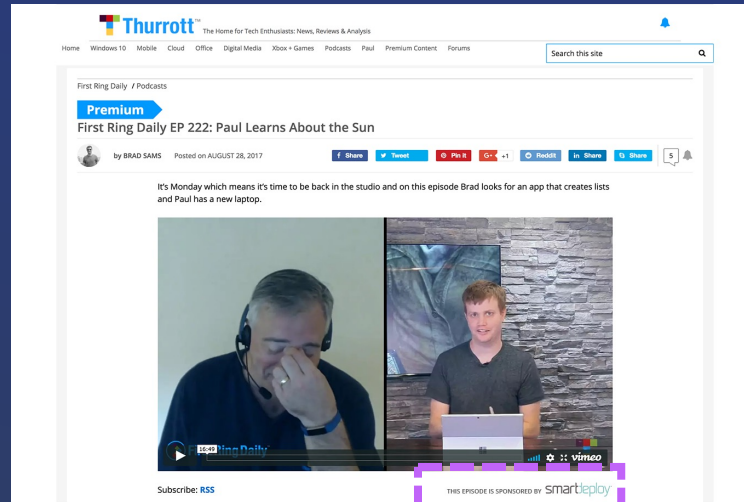 Thurrott
The Home for Tech Enthusiasts: News, Reviews & Analysis
Home Windows 10 Mobile Cloud Office Digital Media Xbox + Games Podcasts Paul Premium Content Forums
Search this site
First Ring Daily / Podcasts
Premium
First Ring Daily EP 222: Paul Learns About the Sun
by BRAD SAMS Posted on AUGUST 28, 2017
f Share Tweet Pin it G+ +1 Reddit in Share Share 5
It's Monday which means it's time to be back in the studio and on this episode Brad looks for an app that creates lists
and Paul has a new laptop.
First Ring Daily
16:49
vimeo
Subscribe: RSS
THIS EPISODE IS SPONSORED BY smartdeploy